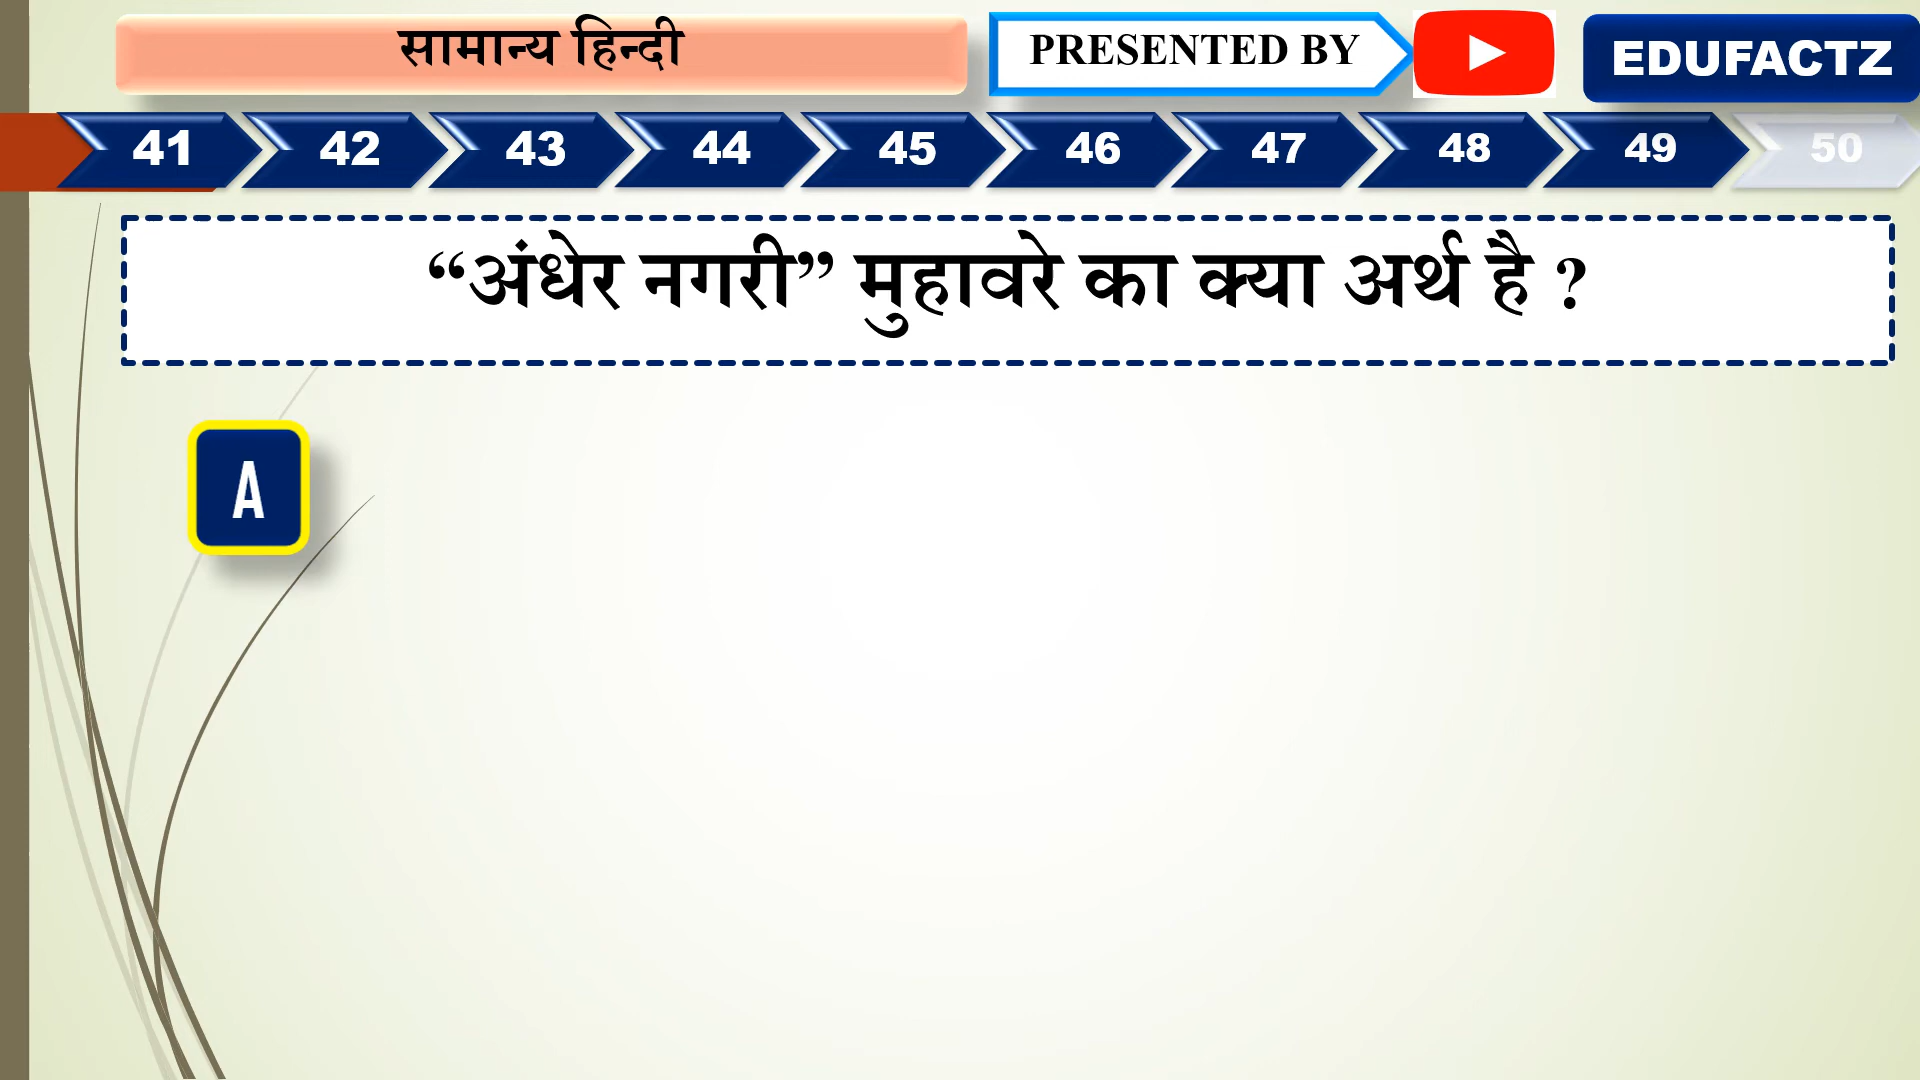 सामान्य हिन्दी
PRESENTED BY
EDUFACTZ
41 42 43 44 45 46 47 48 49 50
“अंधेर नगरी” मुहावरे का क्या अर्थ है ?
A